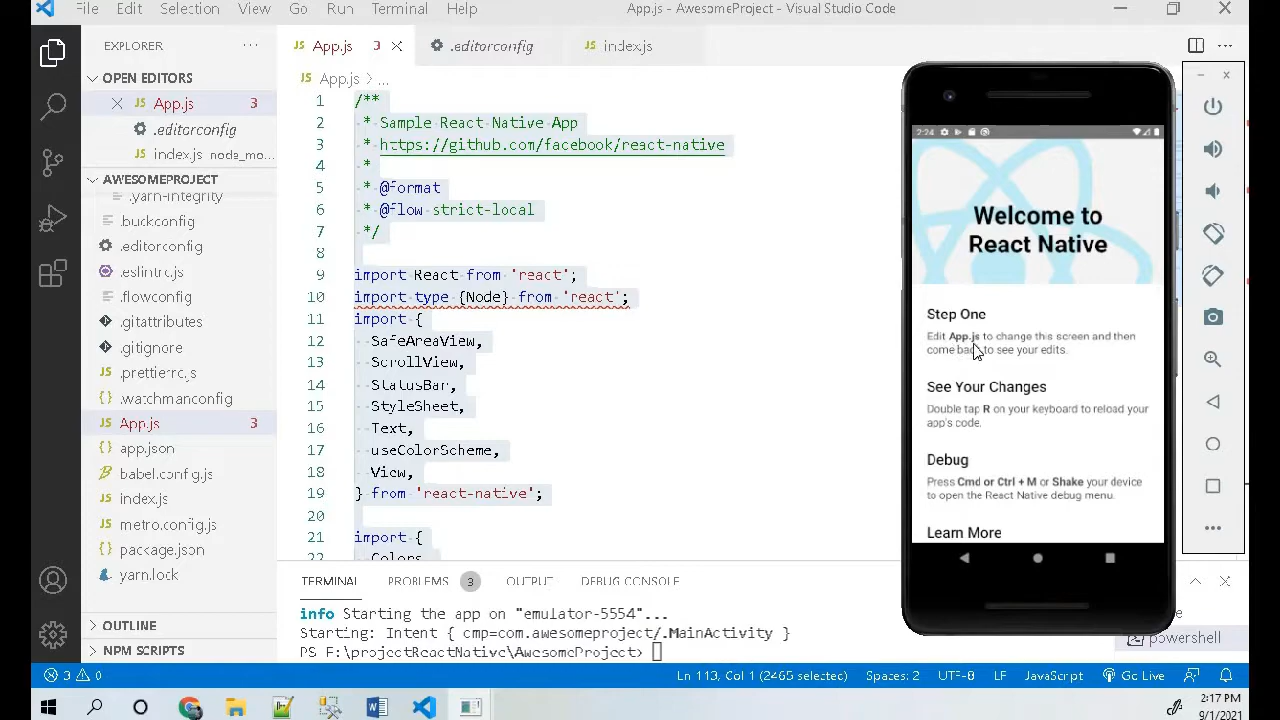 File Edit Selection View Go Run Terminal Help App.js - AwesomeProject - Visual Studio Code
EXPLORER
OPEN EDITORS
App.js 3
.editorconfig
index.js node_mo...
AWESOMEPROJECT
.yarn-integrity
.buckconfig
.editorconfig
.eslintrc.js
.flowconfig
.gitattributes
.gitignore
.prettierrc.js
.watchmanconfig
App.js 3
app.json
babel.config.js
index.js
metro.config.js
package.json
yarn.lock
OUTLINE
NPM SCRIPTS
App.js 3 .editorconfig index.js
App.js > ...
1 /**
2 * Sample React Native App
3 * https://github.com/facebook/react-native
4 *
5 * @format
6 * @flow strict-local
7 */
8
9 import React from 'react';
10 import type {Node} from 'react';
11 import {
12 SafeAreaView,
13 ScrollView,
14 StatusBar,
15 StyleSheet,
16 Text,
17 useColorScheme,
18 View,
19 } from 'react-native';
20
21 import {
22 Colors
TERMINAL PROBLEMS 3 OUTPUT DEBUG CONSOLE
info Starting the app on "emulator-5554"...
Starting: Intent { cmp=com.awesomeproject/.MainActivity }
PS F:\projectReactNative\AwesomeProject>
powershell
2:24
Welcome to
React Native
Step One
Edit App.js to change this screen and then
come back to see your edits.
See Your Changes
Double tap R on your keyboard to reload your
app's code.
Debug
Press Cmd or Ctrl + M or Shake your device
to open the React Native debug menu.
Learn More
3 0 Ln 113, Col 1 (2465 selected) Spaces: 2 UTF-8 LF JavaScript Go Live
2:17 PM
9/1/2021